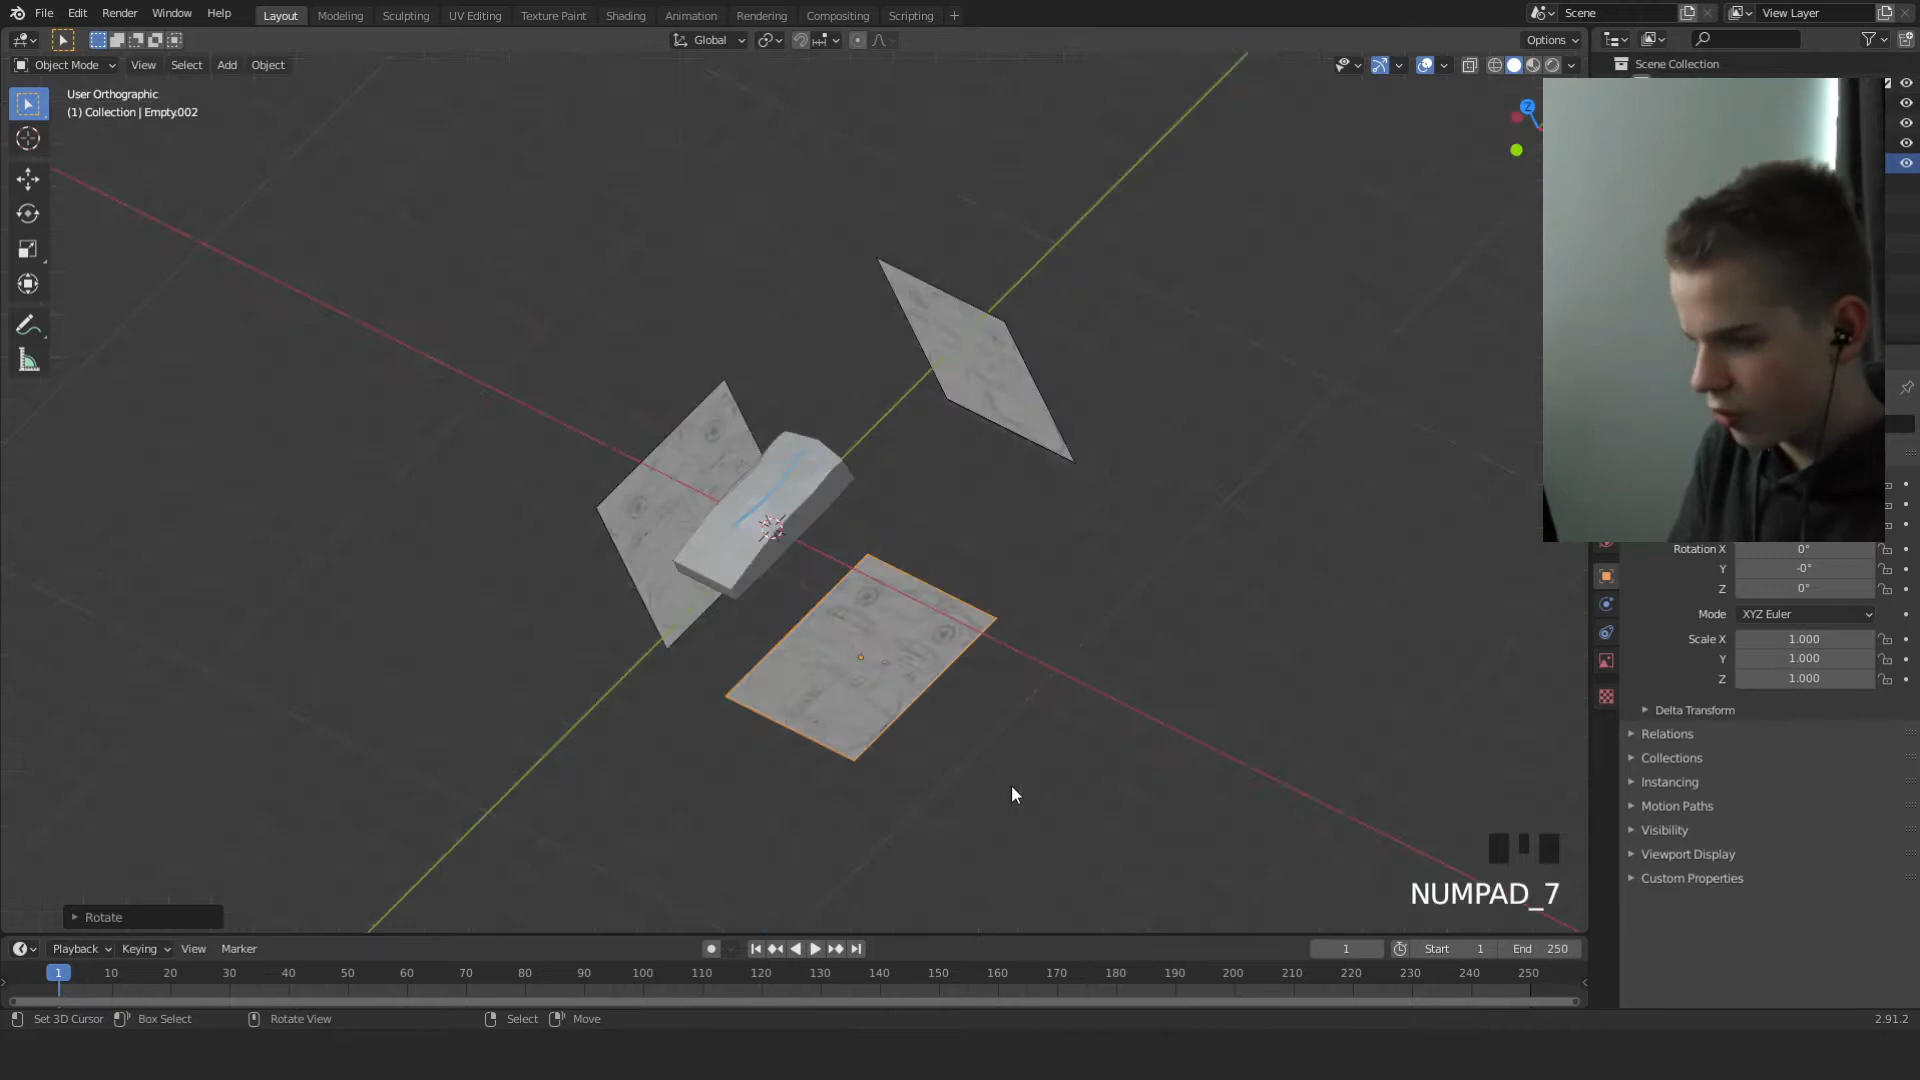 File Edit Render Window Help Layout Modeling Sculpting UV Editing Texture Paint Shading Animation Rendering Compositing Scripting + Scene View Layer
Global Options
Object Mode View Select Add Object
Scene Collection
User Orthographic
(1) Collection | Empty.002
Z
Rotation X 0°
Y -0°
Z 0°
Mode XYZ Euler
Scale X 1.000
Y 1.000
Z 1.000
Delta Transform
Relations
Collections
Instancing
Motion Paths
Visibility
Viewport Display
Custom Properties
NUMPAD_7
Rotate
Playback Keying View Marker 1 Start 1 End 250
1 10 20 30 40 50 60 70 80 90 100 110 120 130 140 150 160 170 180 190 200 210 220 230 240 250
Set 3D Cursor Box Select Rotate View Select Move 2.91.2